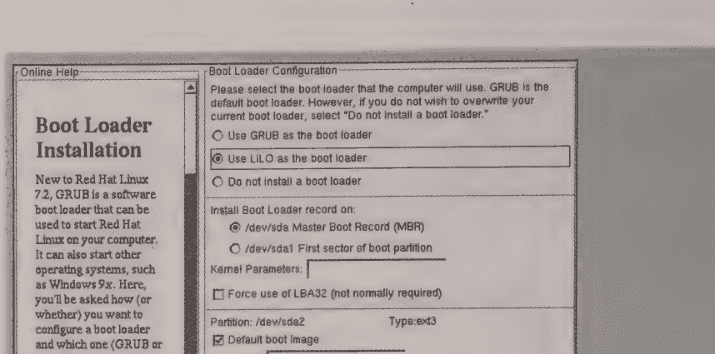 Online Help
Boot Loader
Installation
New to Red Hat Linux
7.2, GRUB is a software
boot loader that can be
used to start Red Hat
Linux on your computer.
It can also start other
operating systems, such
as Windows 9x. Here,
you'll be asked how (or
whether) you want to
configure a boot loader
and which one (GRUB or
Boot Loader Configuration
Please select the boot loader that the computer will use. GRUB is the
default boot loader. However, if you do not wish to overwrite your
current boot loader, select "Do not install a boot loader."
Use GRUB as the boot loader
Use LILO as the boot loader
Do not install a boot loader
Install Boot Loader record on:
/dev/sda Master Boot Record (MBR)
/dev/sda1 First sector of boot partition
Kernel Parameters:
Force use of LBA32 (not normally required)
Partition: /dev/sda2 Type:ext3
Default boot image